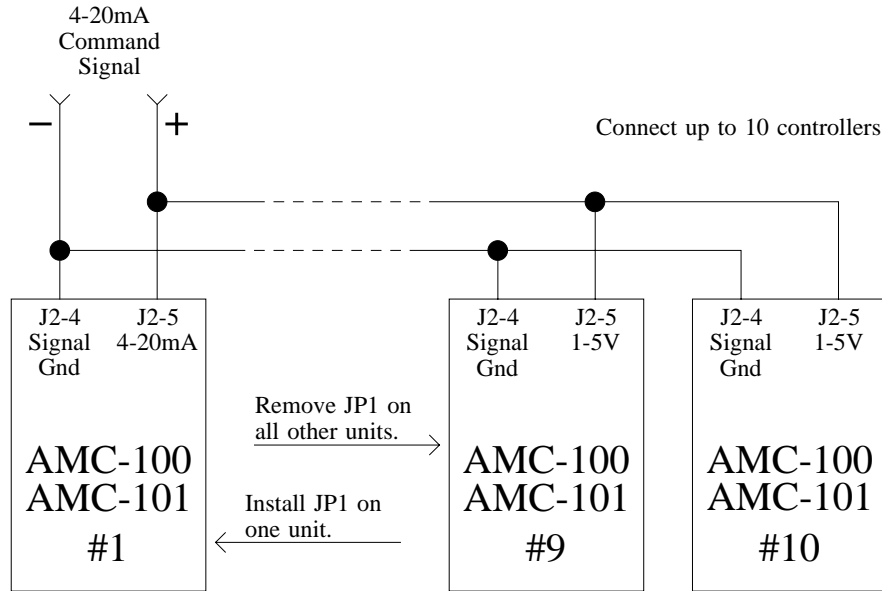 4-20mA
Command
Signal
− +
Connect up to 10 controllers
J2-4
Signal
Gnd
J2-5
4-20mA
J2-4
Signal
Gnd
J2-5
1-5V
J2-4
Signal
Gnd
J2-5
1-5V
Remove JP1 on
all other units.
Install JP1 on
one unit.
AMC-100
AMC-101
#1
AMC-100
AMC-101
#9
AMC-100
AMC-101
#10